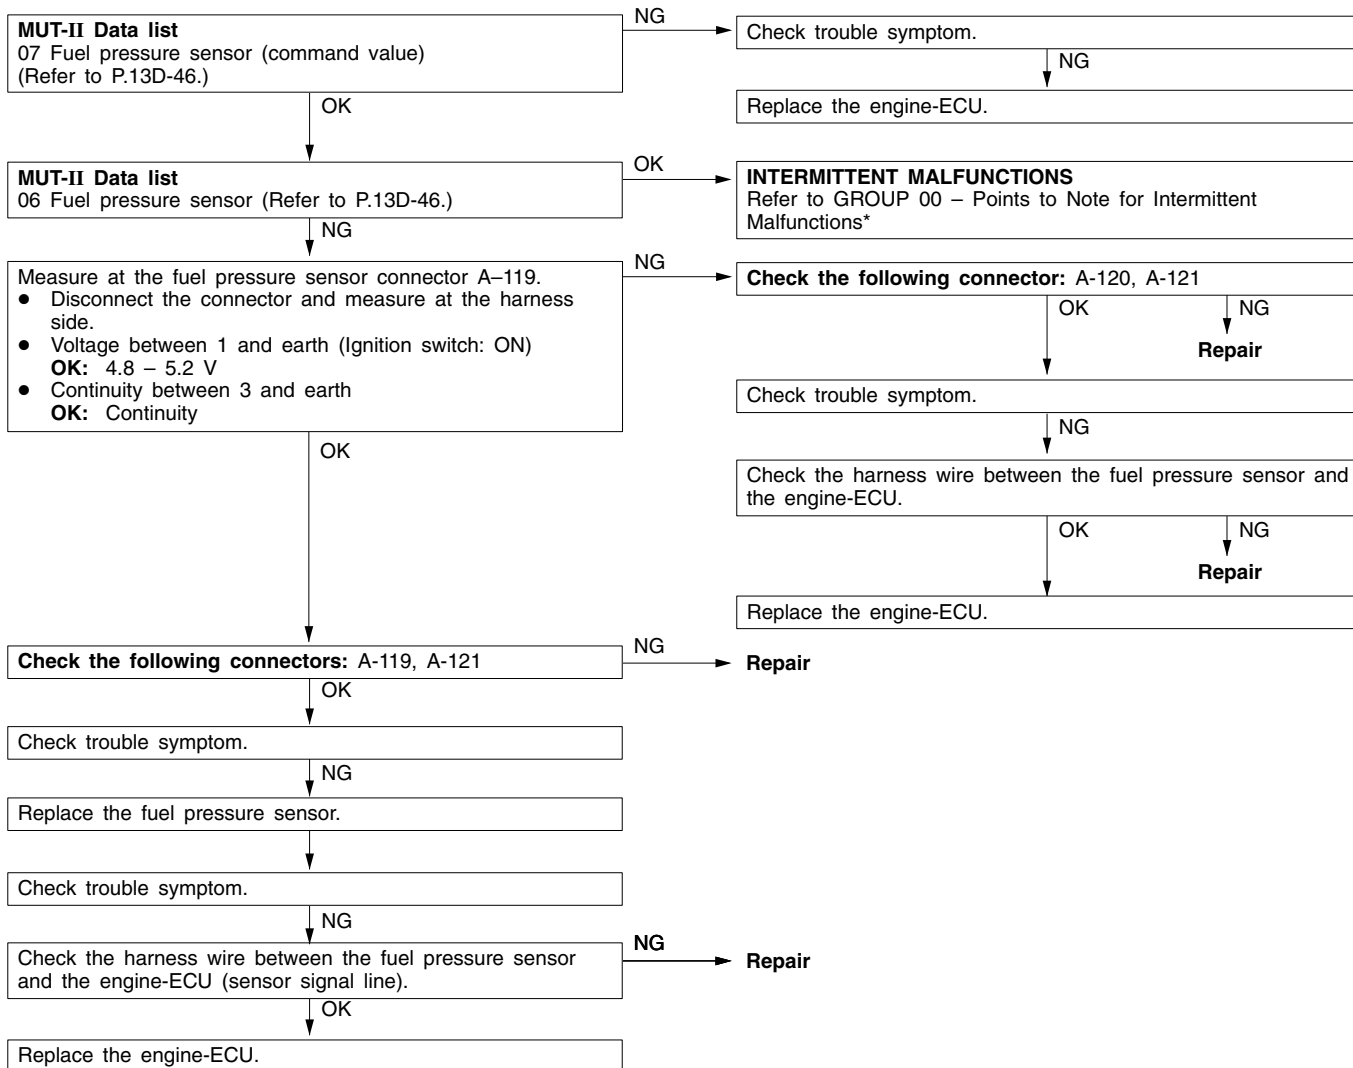 MUT-II Data list
07 Fuel pressure sensor (command value)
(Refer to P.13D-46.)
NG
Check trouble symptom.
NG
Replace the engine-ECU.
OK
MUT-II Data list
06 Fuel pressure sensor (Refer to P.13D-46.)
OK
INTERMITTENT MALFUNCTIONS
Refer to GROUP 00 – Points to Note for Intermittent
Malfunctions*
NG
Measure at the fuel pressure sensor connector A–119.
● Disconnect the connector and measure at the harness
side.
● Voltage between 1 and earth (Ignition switch: ON)
OK: 4.8 – 5.2 V
● Continuity between 3 and earth
OK: Continuity
NG
Check the following connector: A-120, A-121
OK
NG
Repair
Check trouble symptom.
NG
Check the harness wire between the fuel pressure sensor and
the engine-ECU.
OK
NG
Repair
Replace the engine-ECU.
OK
Check the following connectors: A-119, A-121
NG
Repair
OK
Check trouble symptom.
NG
Replace the fuel pressure sensor.
Check trouble symptom.
NG
Check the harness wire between the fuel pressure sensor
and the engine-ECU (sensor signal line).
NG
Repair
OK
Replace the engine-ECU.